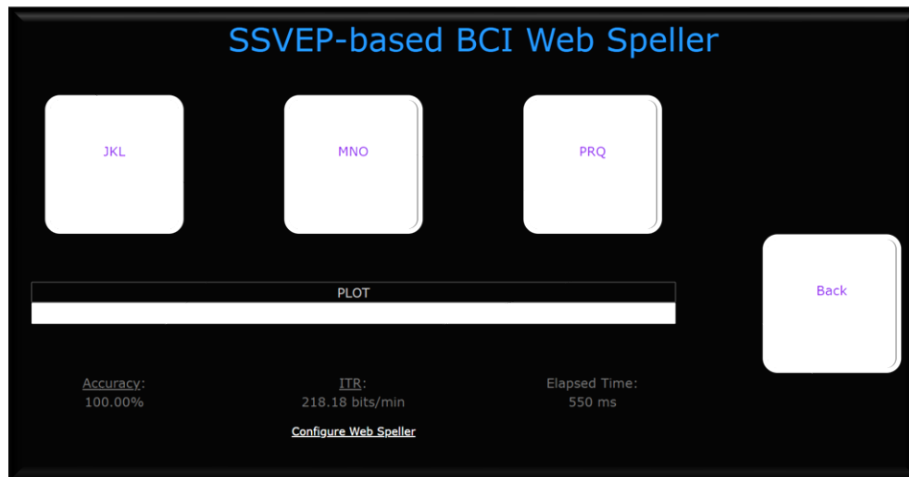 SSVEP-based BCI Web Speller
JKL
MNO
PRQ
PLOT
Back
Accuracy:
100.00%
ITR:
218.18 bits/min
Elapsed Time:
550 ms
Configure Web Speller